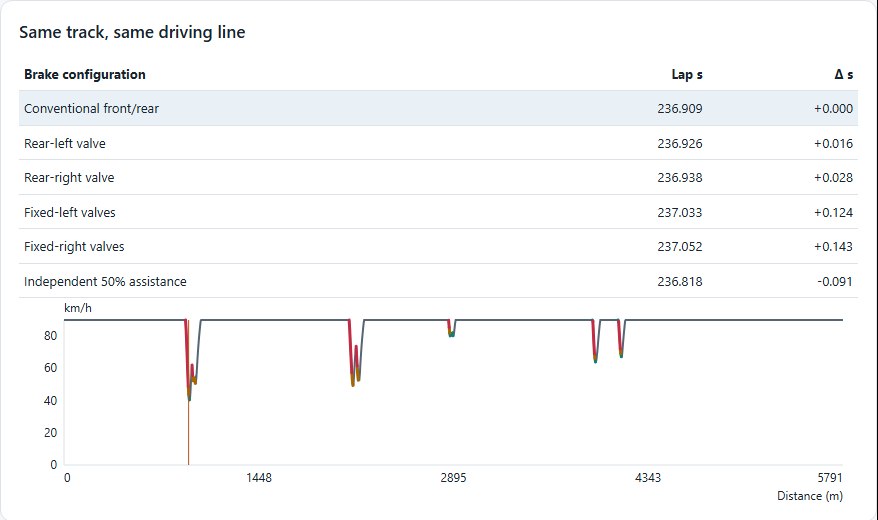 Same track, same driving line
Brake configuration Lap s Δ s
Conventional front/rear 236.909 +0.000
Rear-left valve 236.926 +0.016
Rear-right valve 236.938 +0.028
Fixed-left valves 237.033 +0.124
Fixed-right valves 237.052 +0.143
Independent 50% assistance 236.818 -0.091
km/h
80
60
40
20
0
0 1448 2895 4343 5791
Distance (m)